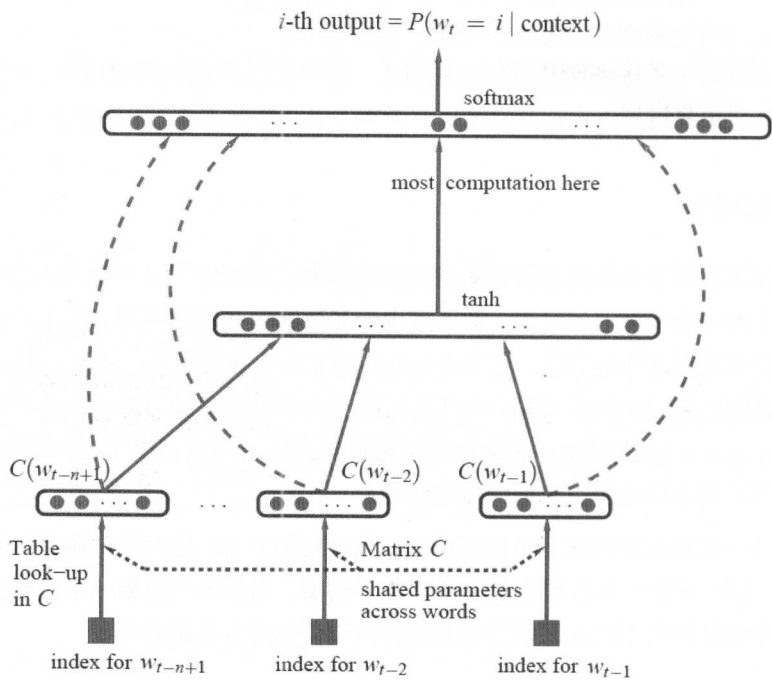 i-th output = P(w_t = i | context)
softmax
... ... 
most computation here
tanh
... ...
C(w_{t−n+1}) C(w_{t−2}) C(w_{t−1})
... ... ... ...
Table look−up in C
Matrix C
shared parameters across words
index for w_{t−n+1} index for w_{t−2} index for w_{t−1}